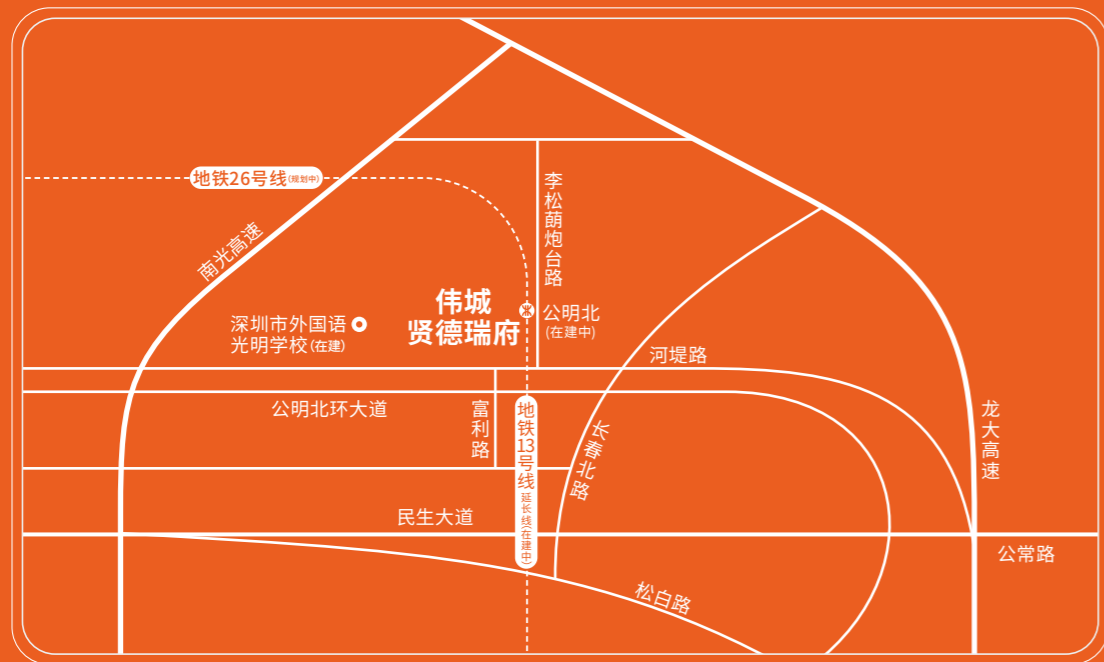 地铁26号线(规划中)
李松蓢炮台路
南光高速
伟城
贤德瑞府
公明北
(在建中)
深圳市外国语
光明学校(在建)
河堤路
公明北环大道
富利路
地铁13号线延长线(在建中)
长春北路
龙大高速
民生大道
公常路
松白路